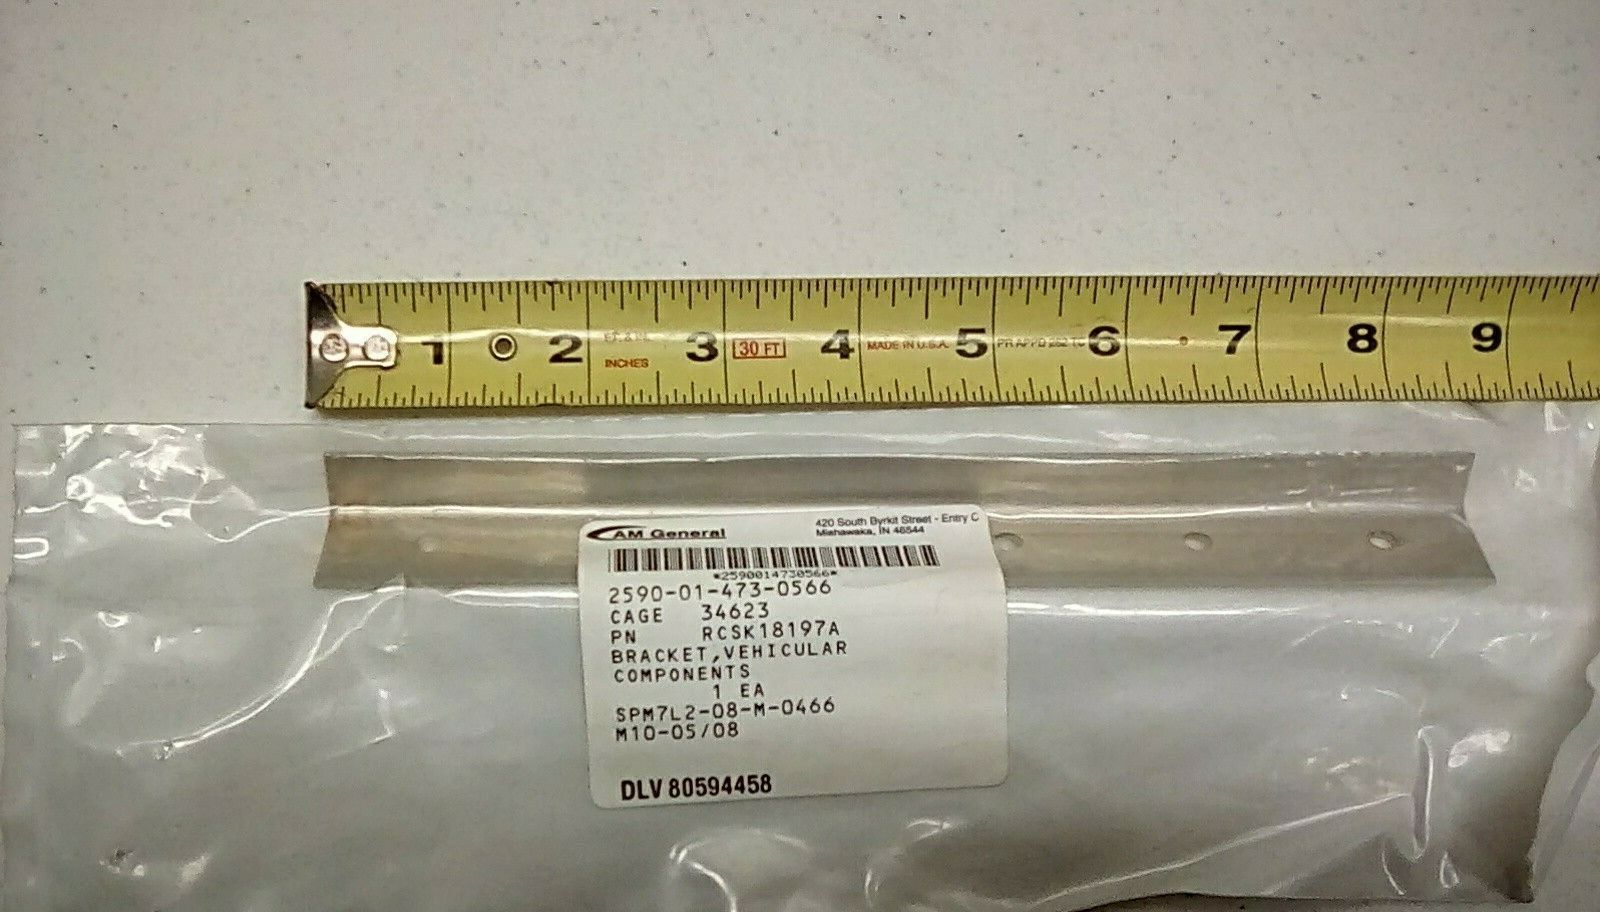 1 2 3 4 5 6 7 8 9
INCHES
30 FT
MADE IN U.S.A.
AM General
420 South Byrkit Street - Entry C
Mishawaka, IN 46544
*2590014730566*
2590-01-473-0566
CAGE 34623
PN RCSK18197A
BRACKET,VEHICULAR
COMPONENTS
1 EA
SPM7L2-08-M-0466
M10-05/08
DLV 80594458